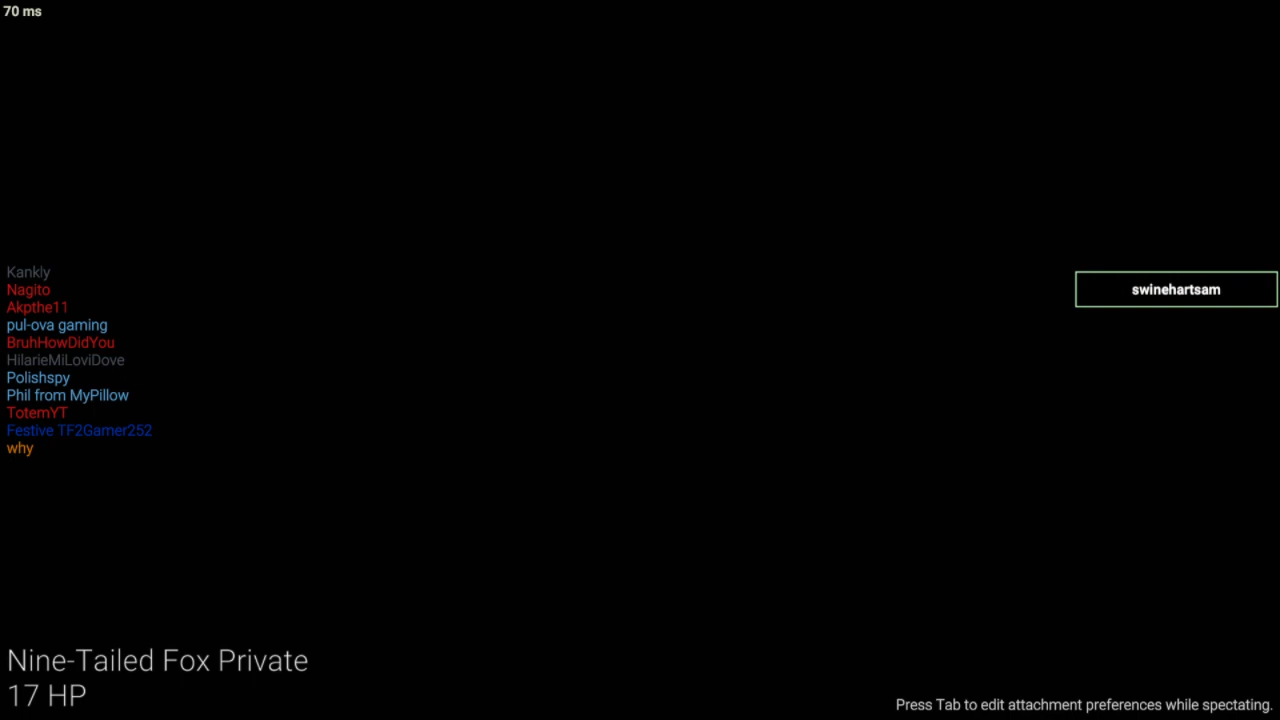 70 ms
Kankly
Nagito
Akpthe11
pul-ova gaming
BruhHowDidYou
HilarieMiLoviDove
Polishspy
Phil from MyPillow
TotemYT
Festive TF2Gamer252
why
swinehartsam
Nine-Tailed Fox Private
17 HP
Press Tab to edit attachment preferences while spectating.